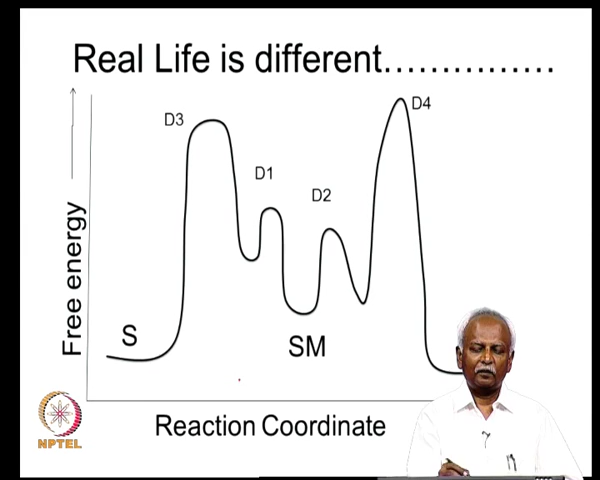 Real Life is different...............
D3
D4
D1
D2
Free energy
S
SM
Reaction Coordinate
NPTEL